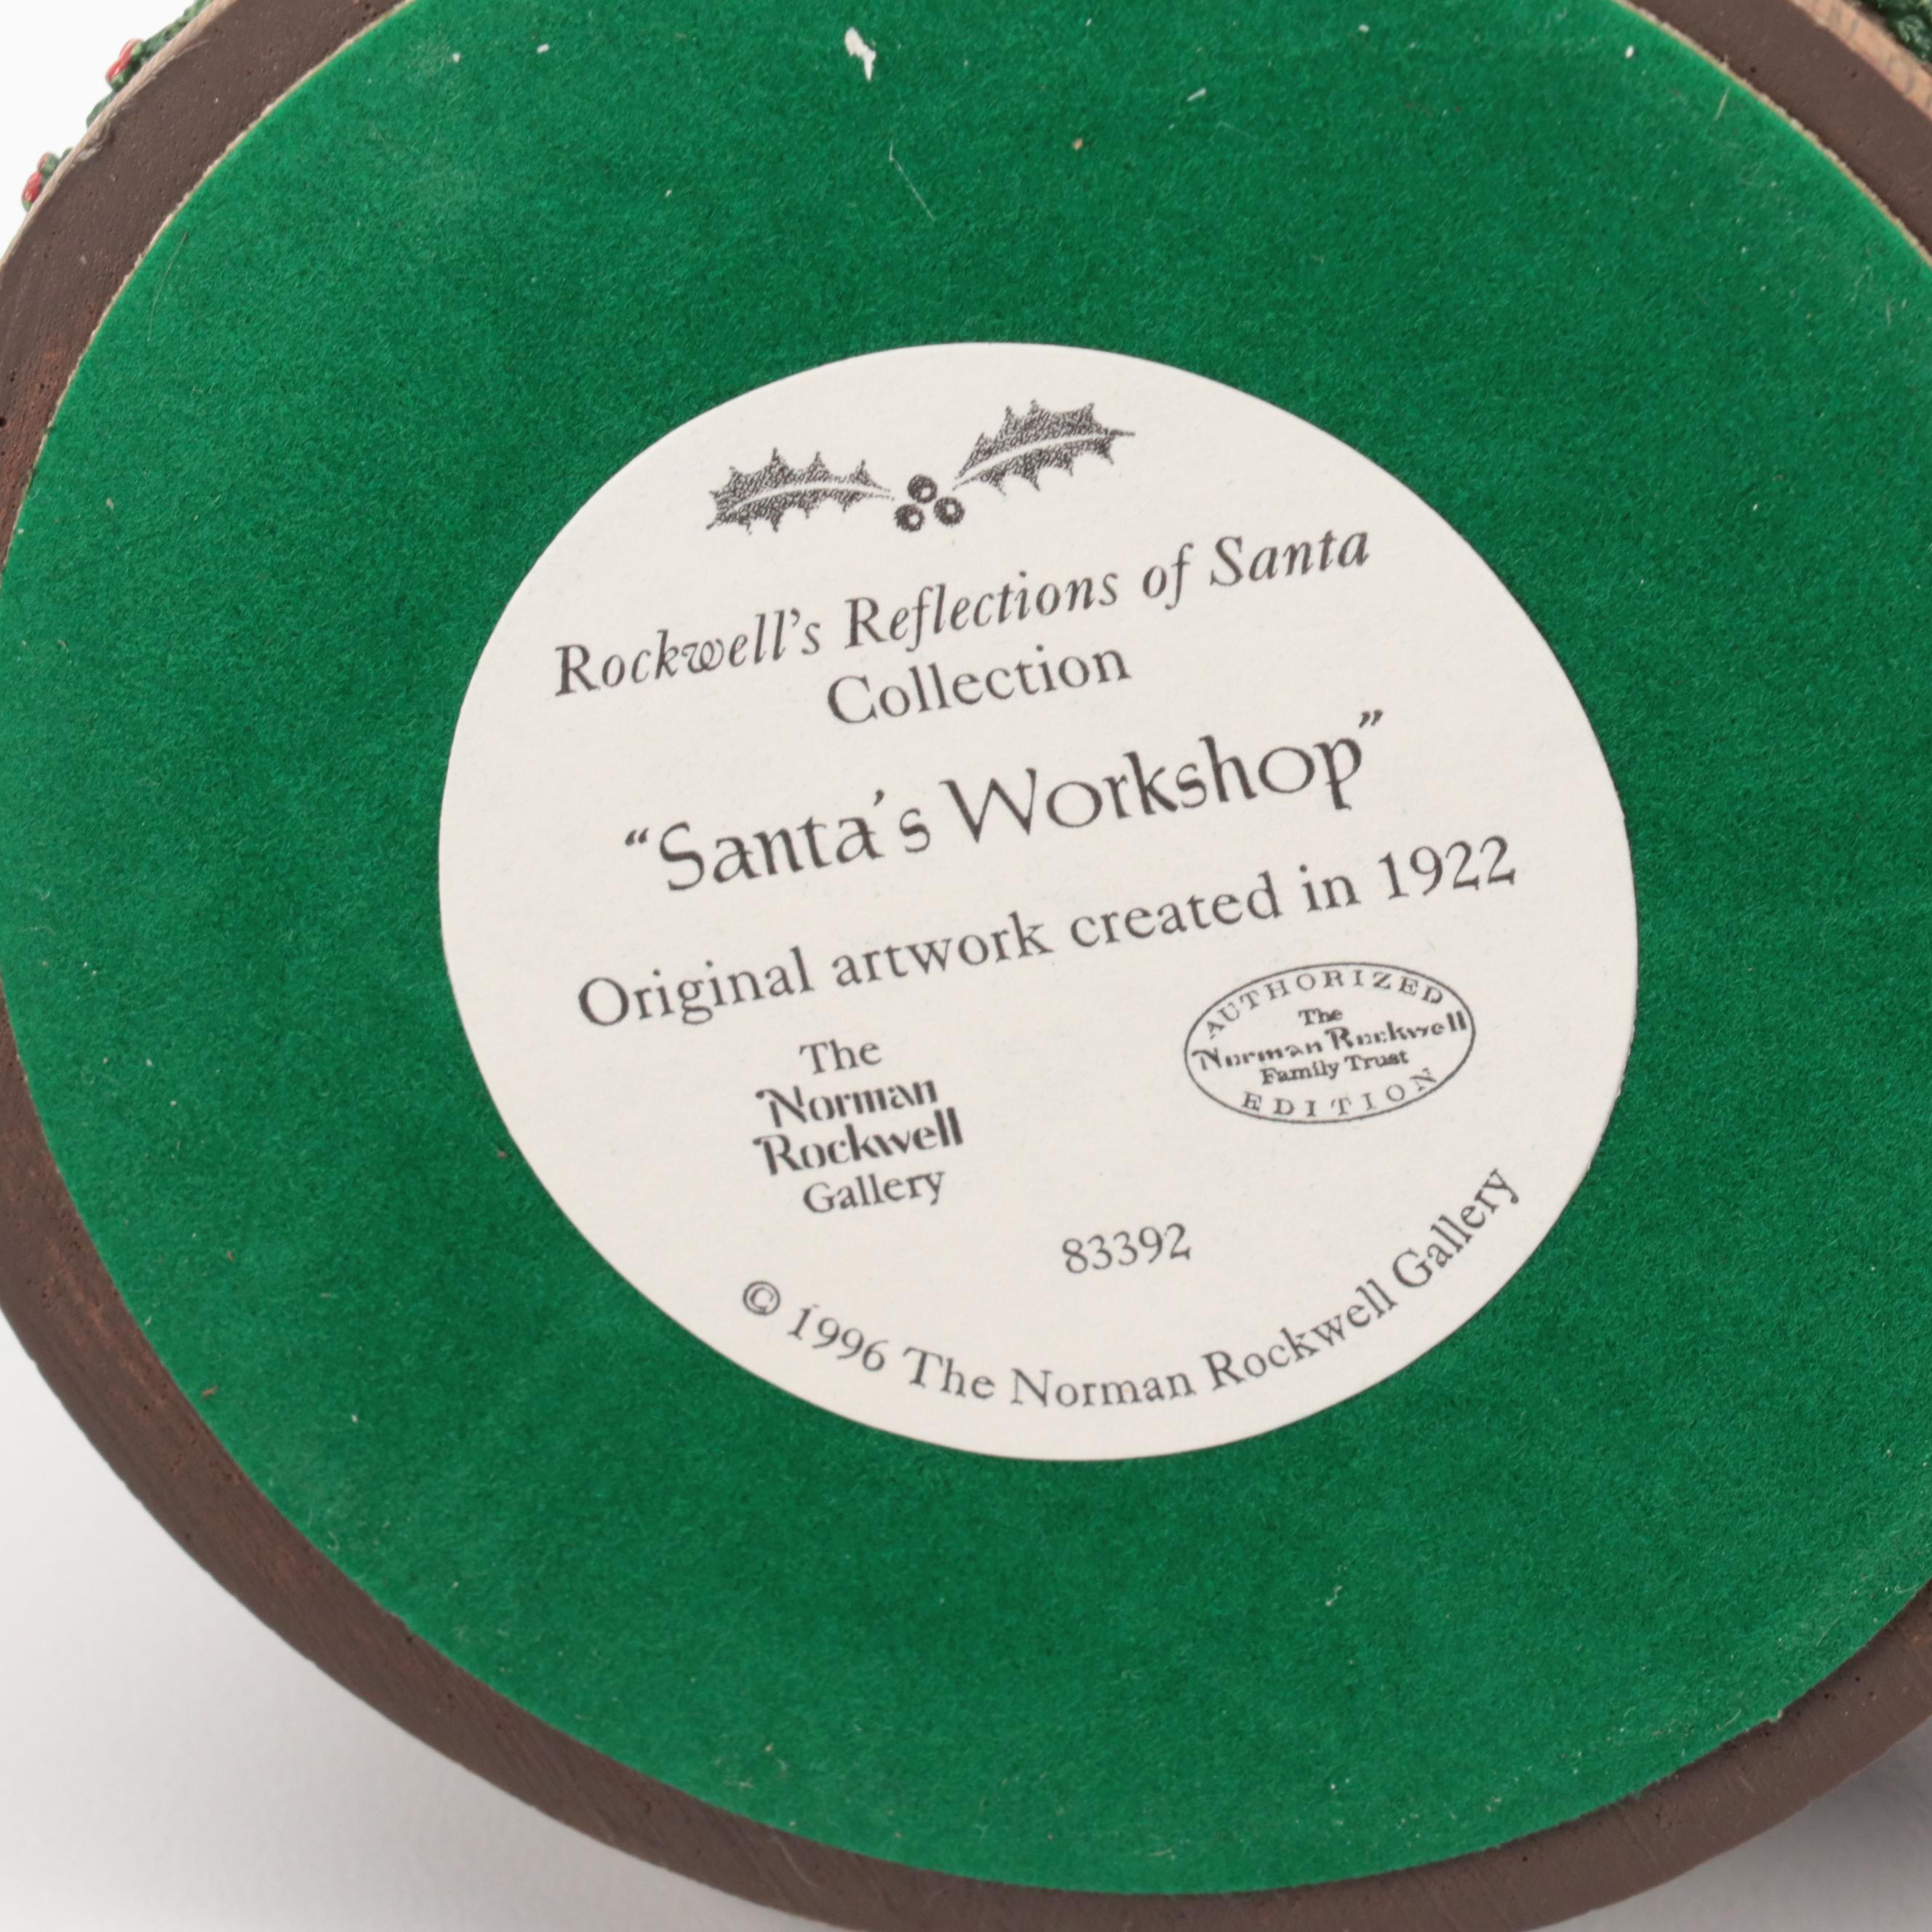 Rockwell's Reflections of Santa
Collection
“Santa's Workshop”
Original artwork created in 1922
The
Norman
Rockwell
Gallery
AUTHORIZED
The
Norman Rockwell
Family Trust
EDITION
83392
© 1996 The Norman Rockwell Gallery